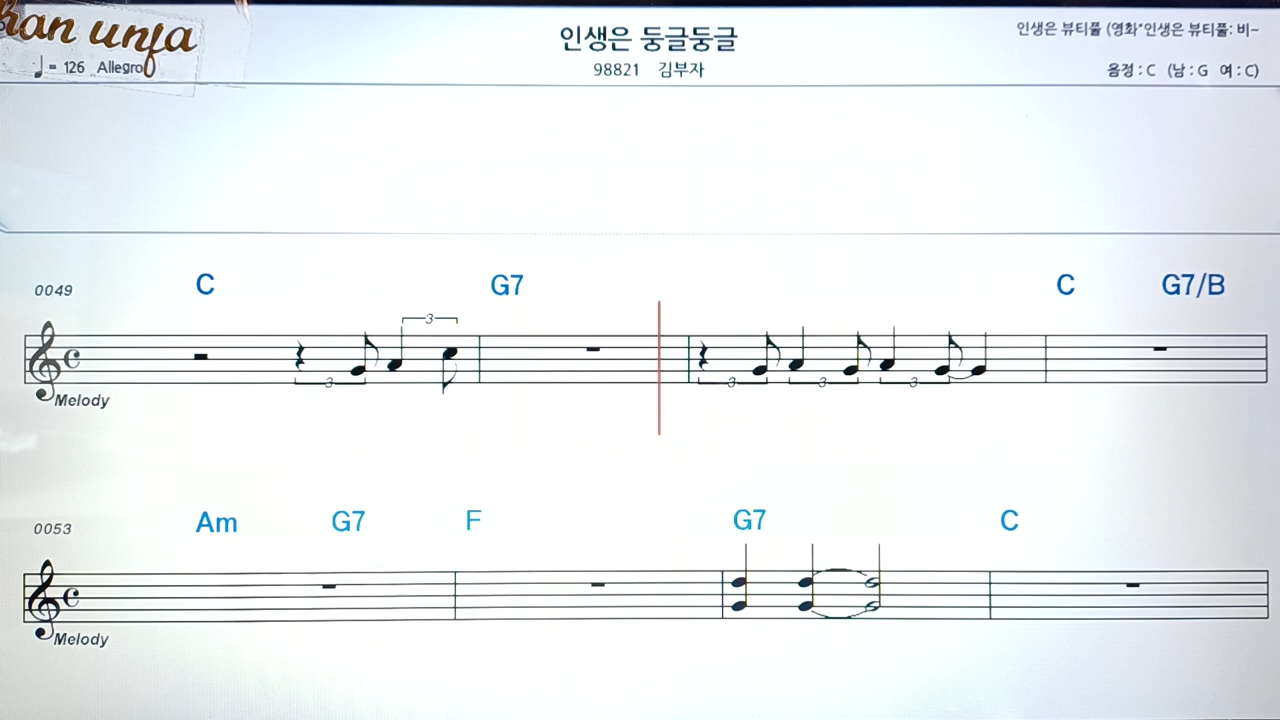 인생은 둥글둥글
인생은 뷰티풀 (영화"인생은 뷰티풀: 비~
♩= 126 Allegro
98821 김부자
음정 : C (남 : G 여 : C)
0049 C G7 C G7/B
3
3 3 3 3
Melody
0053 Am G7 F G7 C
Melody